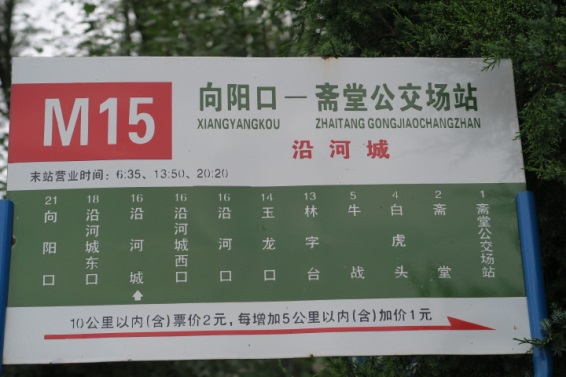 M15
向阳口 — 斋堂公交场站
XIANGYANGKOU ZHAITANG GONGJIAOCHANGZHAN
沿河城
末站营业时间：6:35、13:50、20:20
21 向阳口
18 沿河城东口
16 沿河城
16 沿河城西口
16 沿河口
14 王龙口
13 林字台
5 牛战
4 白虎头
2 斋堂
1 斋堂公交场站
10公里以内(含)票价2元，每增加5公里以内(含)加价1元